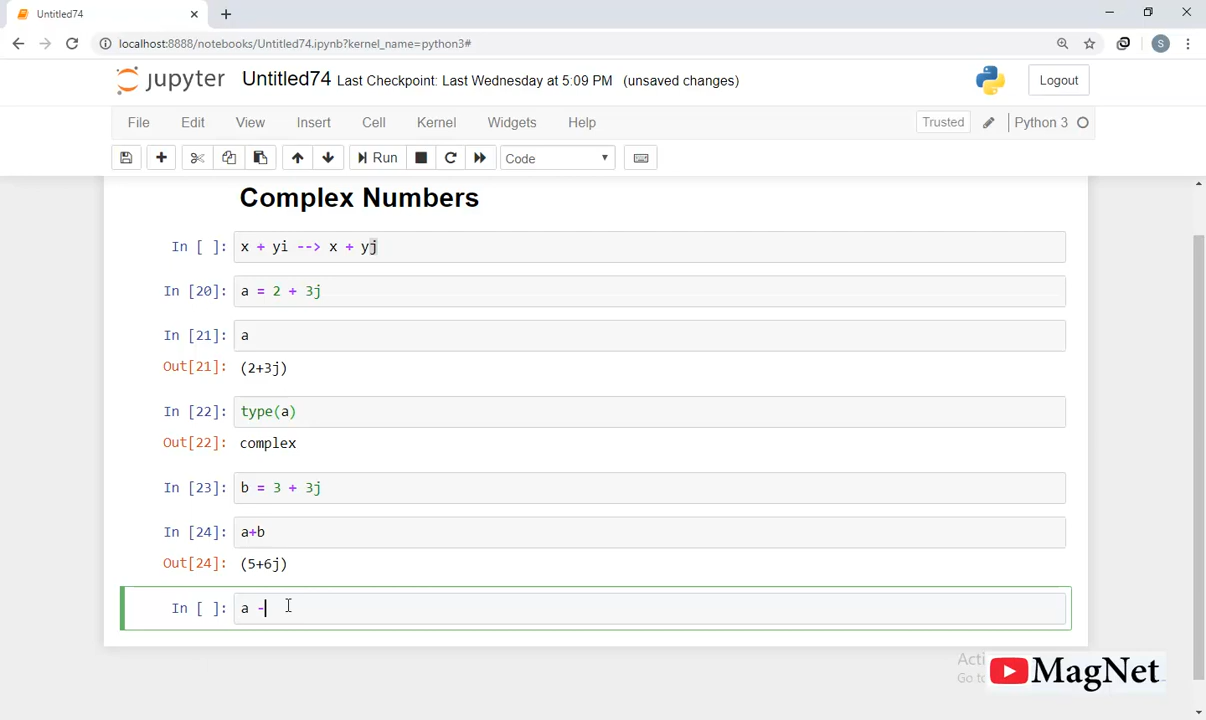 Untitled74
localhost:8888/notebooks/Untitled74.ipynb?kernel_name=python3#
S
jupyter Untitled74 Last Checkpoint: Last Wednesday at 5:09 PM (unsaved changes)
Logout
File Edit View Insert Cell Kernel Widgets Help Trusted Python 3
Run Code
Complex Numbers
In [ ]: x + yi --> x + yj
In [20]: a = 2 + 3j
In [21]: a
Out[21]: (2+3j)
In [22]: type(a)
Out[22]: complex
In [23]: b = 3 + 3j
In [24]: a+b
Out[24]: (5+6j)
In [ ]: a -
MagNet
Go to